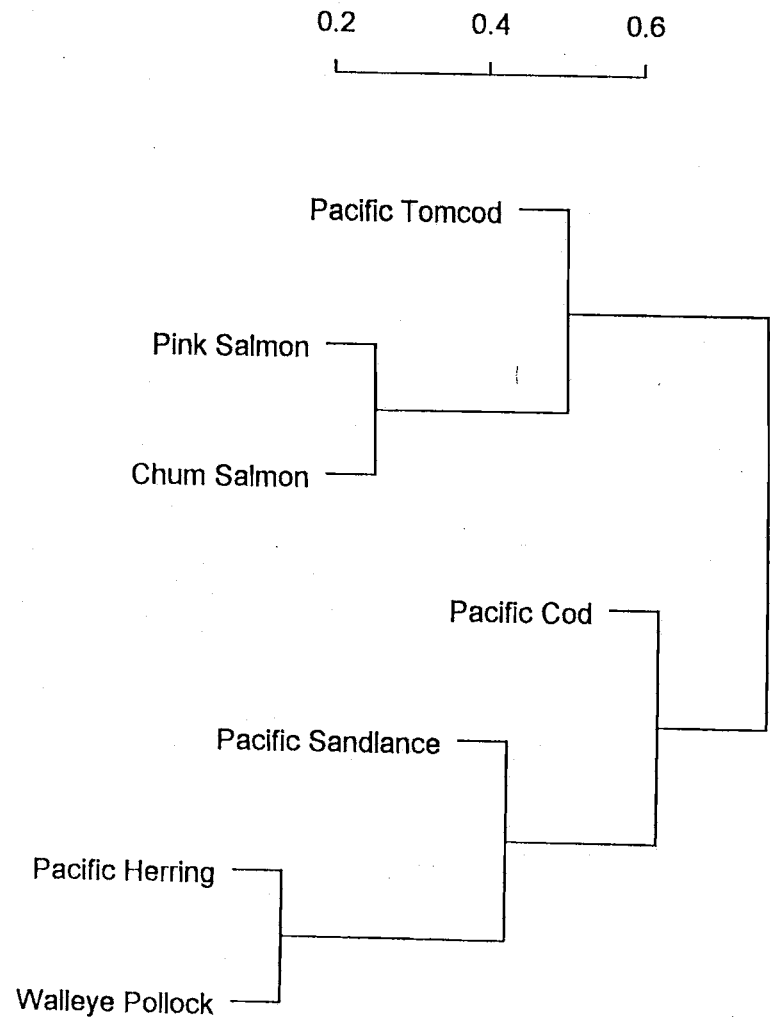 0.2 0.4 0.6
Pacific Tomcod
Pink Salmon
Chum Salmon
Pacific Cod
Pacific Sandlance
Pacific Herring
Walleye Pollock